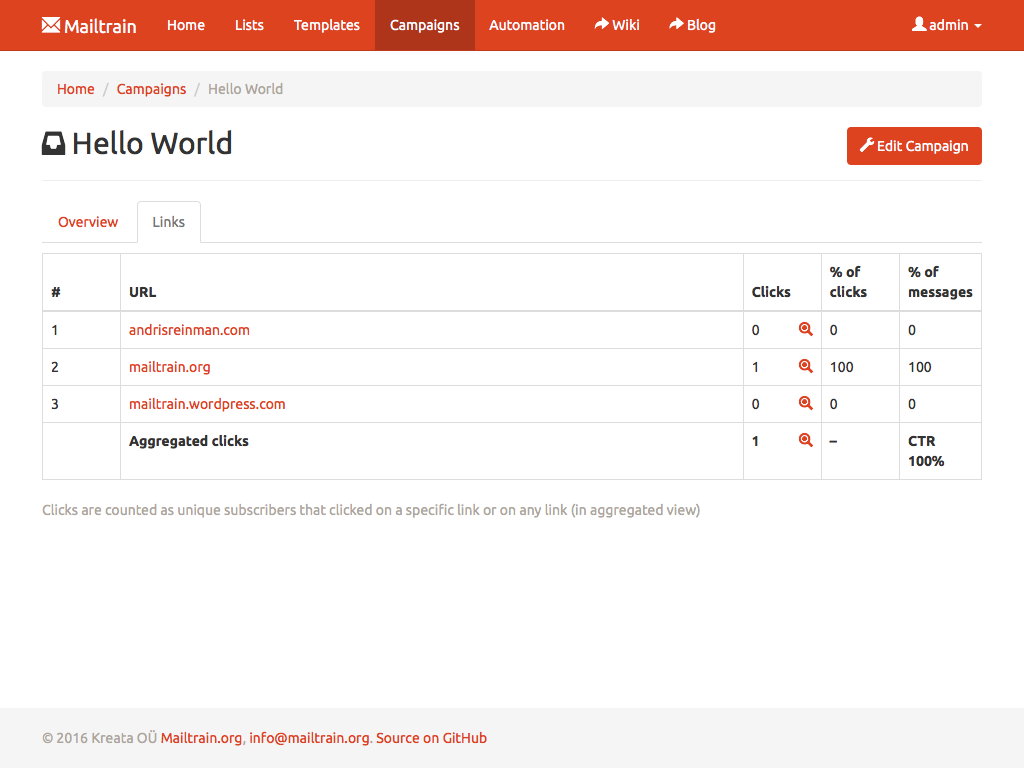 Mailtrain Home Lists Templates Campaigns Automation Wiki Blog admin
Home / Campaigns / Hello World
Hello World
Edit Campaign
Overview Links
# URL Clicks % of clicks % of messages
1 andrisreinman.com 0 0 0
2 mailtrain.org 1 100 100
3 mailtrain.wordpress.com 0 0 0
Aggregated clicks 1 – CTR 100%
Clicks are counted as unique subscribers that clicked on a specific link or on any link (in aggregated view)
© 2016 Kreata OÜ Mailtrain.org, info@mailtrain.org. Source on GitHub